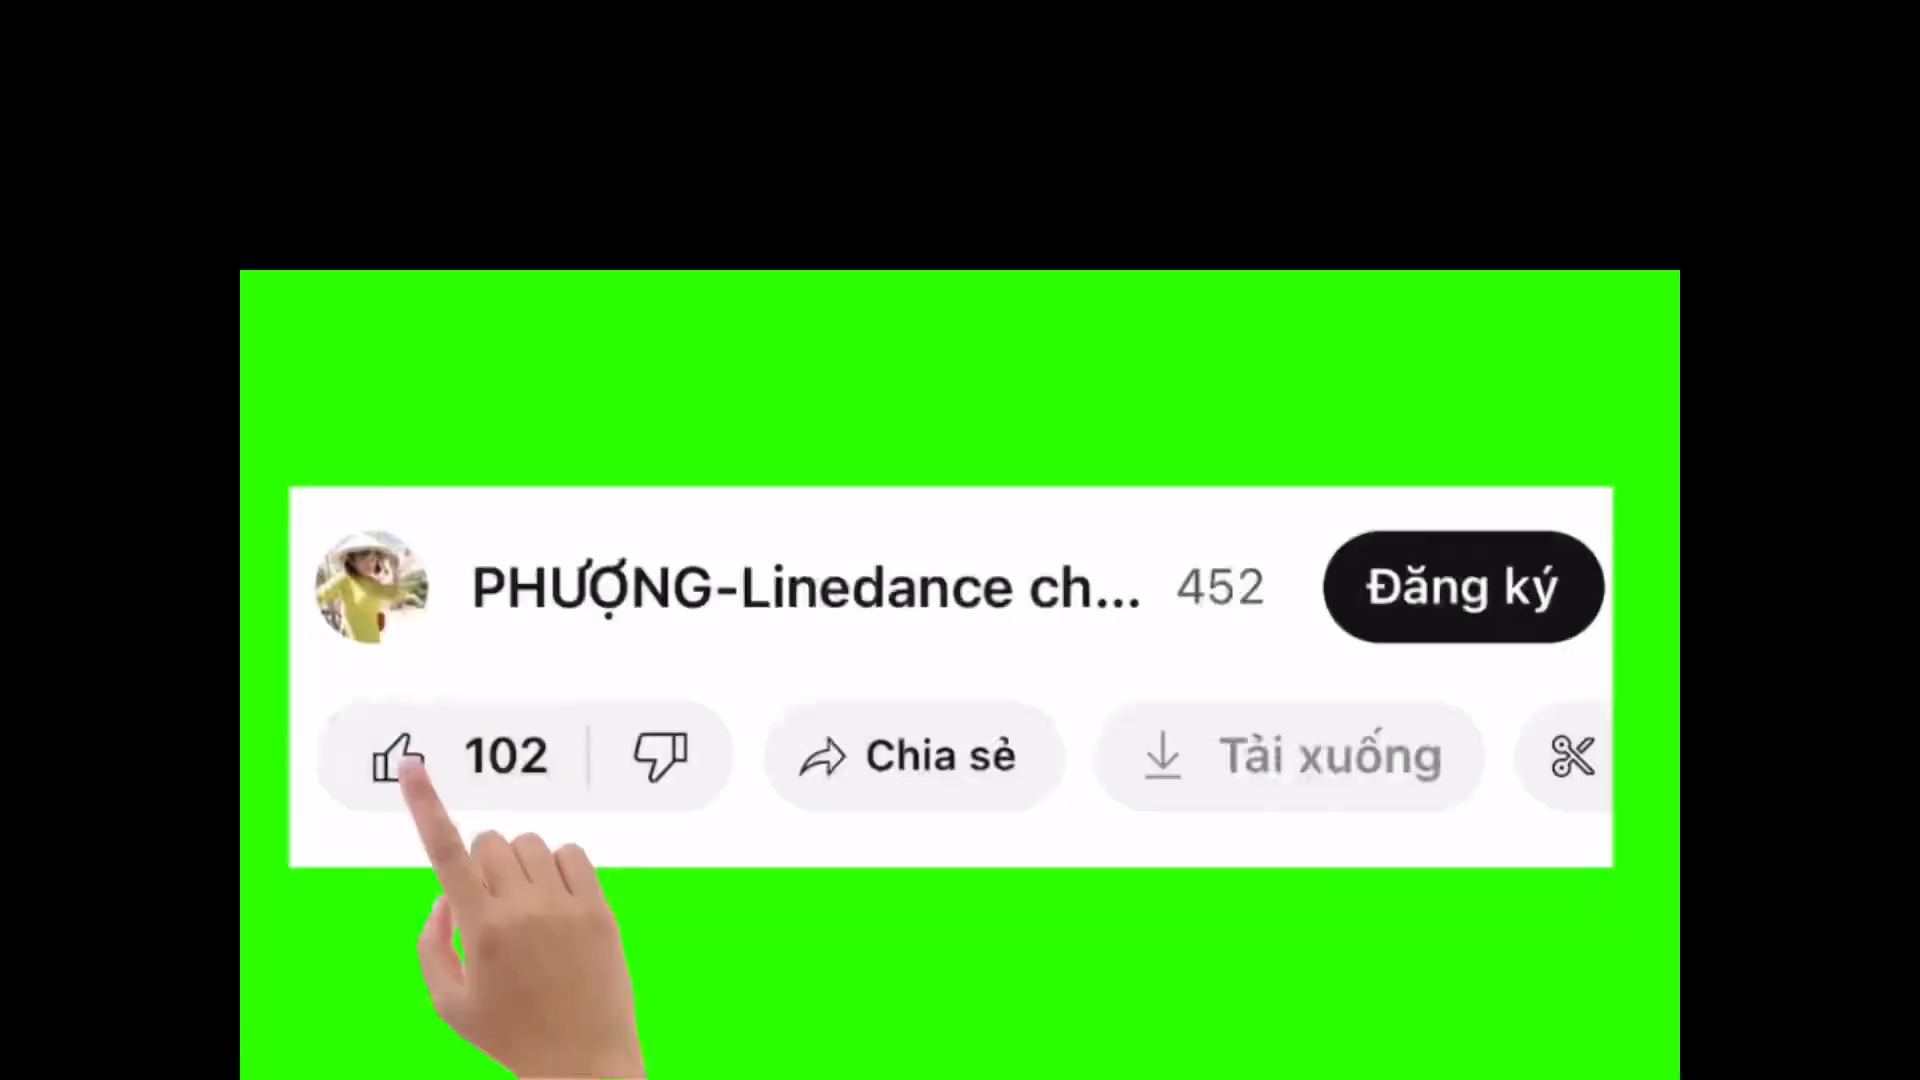 PHƯỢNG-Linedance ch... 452 Đăng ký
102 Chia sẻ Tải xuống